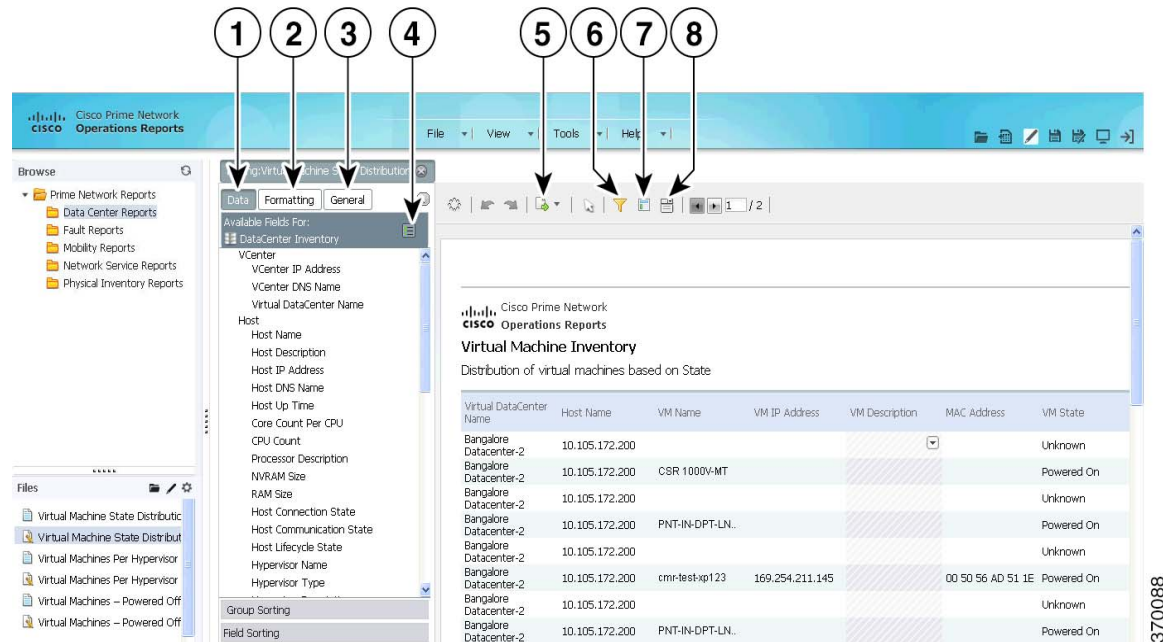 1 2 3 4 5 6 7 8
cisco
Cisco Prime Network
Operations Reports
File View Tools Help
Browse
Prime Network Reports
Data Center Reports
Fault Reports
Mobility Reports
Network Service Reports
Physical Inventory Reports
Files
Virtual Machine State Distributic
Virtual Machine State Distribut
Virtual Machines Per Hypervisor
Virtual Machines Per Hypervisor
Virtual Machines – Powered Off
Virtual Machines – Powered Off
Distribution
Data Formatting General
Available Fields For:
DataCenter Inventory
VCenter
VCenter IP Address
VCenter DNS Name
Virtual DataCenter Name
Host
Host Name
Host Description
Host IP Address
Host DNS Name
Host Up Time
Core Count Per CPU
CPU Count
Processor Description
NVRAM Size
RAM Size
Host Connection State
Host Communication State
Host Lifecycle State
Hypervisor Name
Hypervisor Type
Group Sorting
Field Sorting
1 / 2
cisco
Cisco Prime Network
Operations Reports
Virtual Machine Inventory
Distribution of virtual machines based on State
Virtual DataCenter Name Host Name VM Name VM IP Address VM Description MAC Address VM State
Bangalore Datacenter-2 10.105.172.200 Unknown
Bangalore Datacenter-2 10.105.172.200 CSR 1000V-MT Powered On
Bangalore Datacenter-2 10.105.172.200 Unknown
Bangalore Datacenter-2 10.105.172.200 PNT-IN-DPT-LN.. Powered On
Bangalore Datacenter-2 10.105.172.200 Unknown
Bangalore Datacenter-2 10.105.172.200 cmr-test-xp123 169.254.211.145 00 50 56 AD 51 1E Powered On
Bangalore Datacenter-2 10.105.172.200 Unknown
Bangalore Datacenter-2 10.105.172.200 PNT-IN-DPT-LN.. Powered On
370088